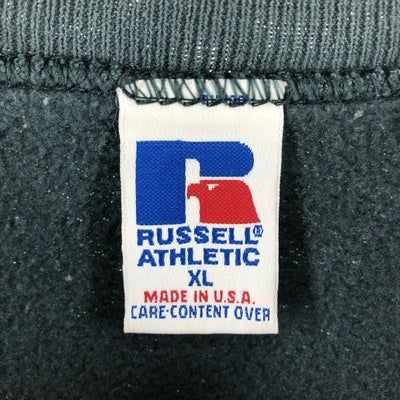 RUSSELL®
ATHLETIC
XL
MADE IN U.S.A.
CARE-CONTENT OVER